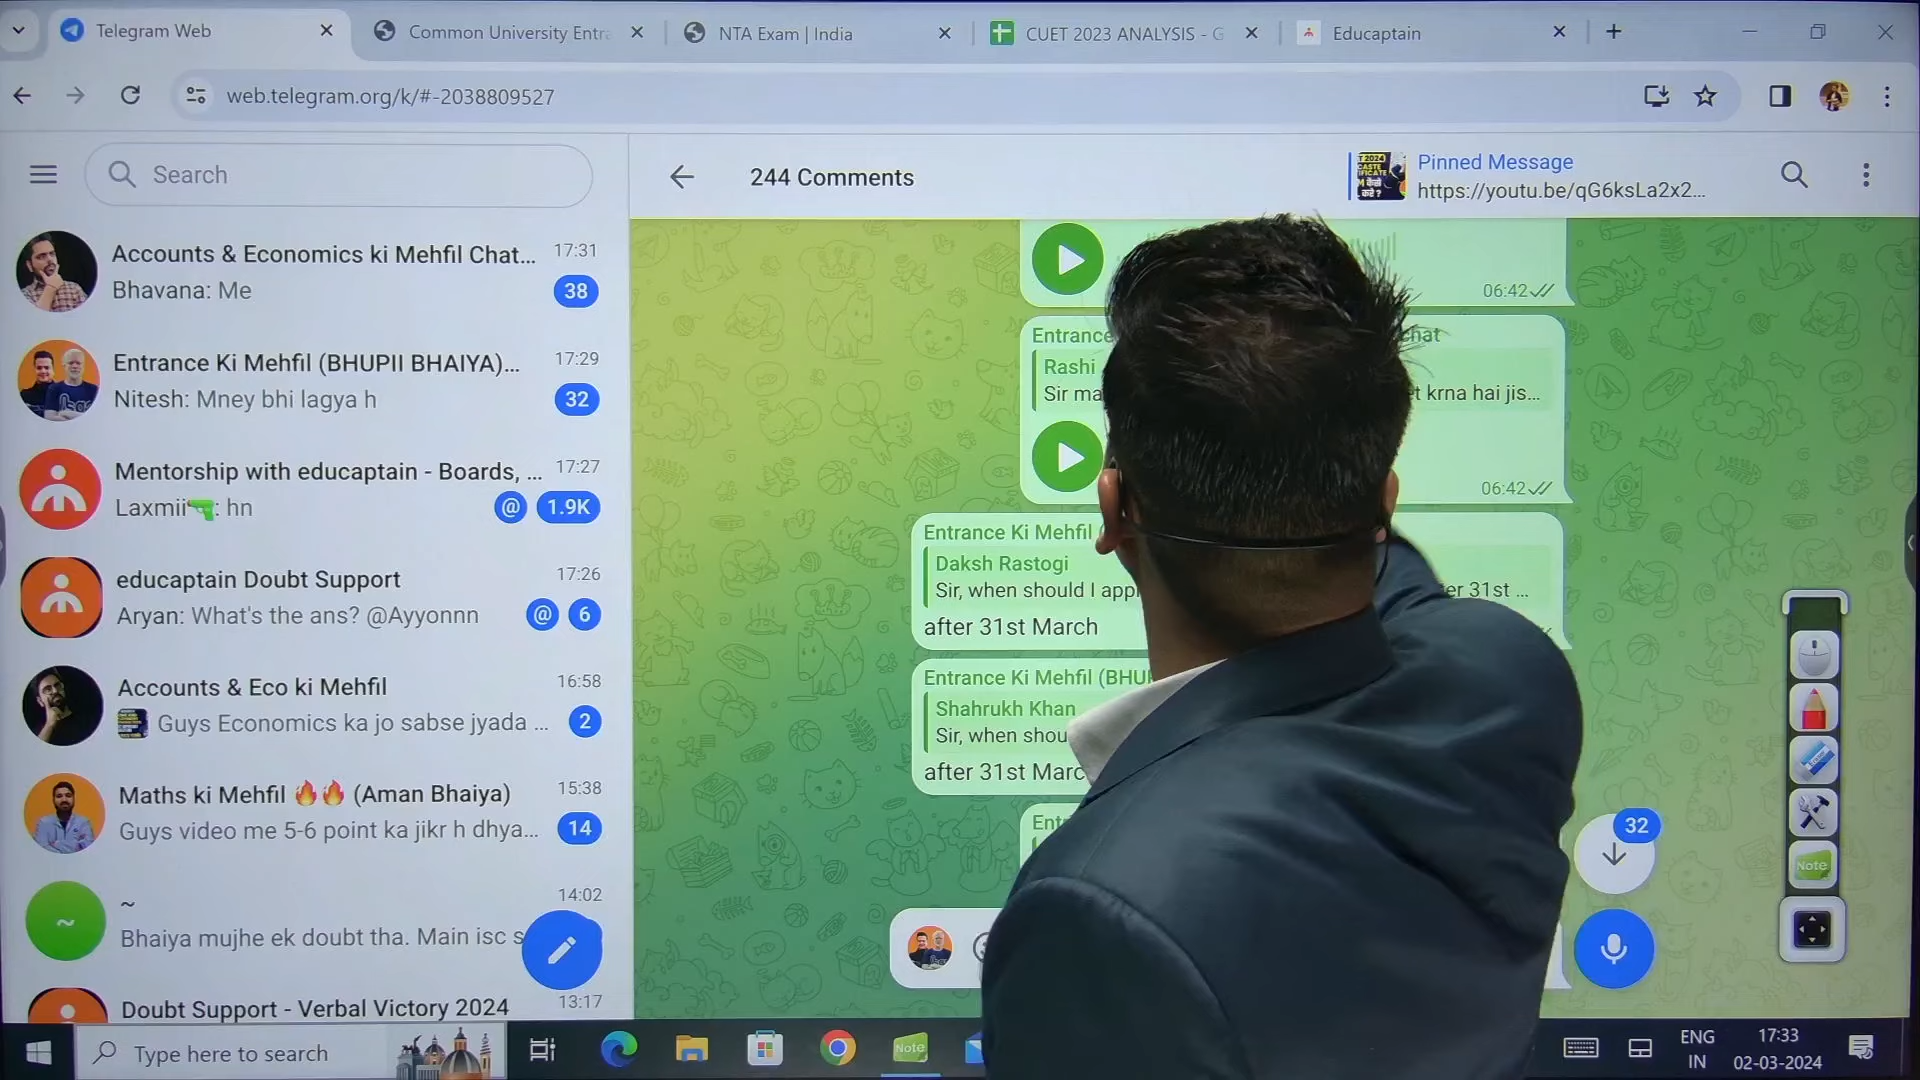 Telegram Web
Common University Entra
NTA Exam | India
CUET 2023 ANALYSIS - G
Educaptain
web.telegram.org/k/#-2038809527
Search
244 Comments
Pinned Message
https://youtu.be/qG6ksLa2x2...
Accounts & Economics ki Mehfil Chat... 17:31
Bhavana: Me 38
Entrance Ki Mehfil (BHUPII BHAIYA)... 17:29
Nitesh: Mney bhi lagya h 32
Mentorship with educaptain - Boards, ... 17:27
Laxmii🔫: hn @ 1.9K
educaptain Doubt Support 17:26
Aryan: What's the ans? @Ayyonnn @ 6
Accounts & Eco ki Mehfil 16:58
Guys Economics ka jo sabse jyada ... 2
Maths ki Mehfil 🔥🔥 (Aman Bhaiya) 15:38
Guys video me 5-6 point ka jikr h dhya... 14
~ 14:02
~
Bhaiya mujhe ek doubt tha. Main isc s
Doubt Support - Verbal Victory 2024 13:17
06:42
Entrance chat
Rashi
Sir ma t krna hai jis...
06:42
Entrance Ki Mehfil
Daksh Rastogi
Sir, when should I appl er 31st ...
after 31st March
Entrance Ki Mehfil (BHUP
Shahrukh Khan
Sir, when shou
after 31st Marc
Ent
32
Note
Type here to search
Note
ENG
IN
17:33
02-03-2024